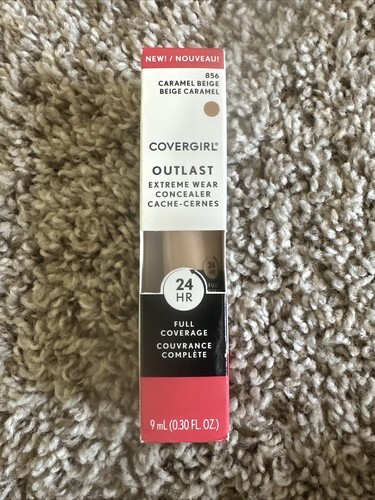 NEW! / NOUVEAU!
856
CARAMEL BEIGE
BEIGE CARAMEL
COVERGIRL®
OUTLAST
EXTREME WEAR
CONCEALER
CACHE-CERNES
24
HR
FULL
COVERAGE
COUVRANCE
COMPLÈTE
9 mL (0.30 FL. OZ.)